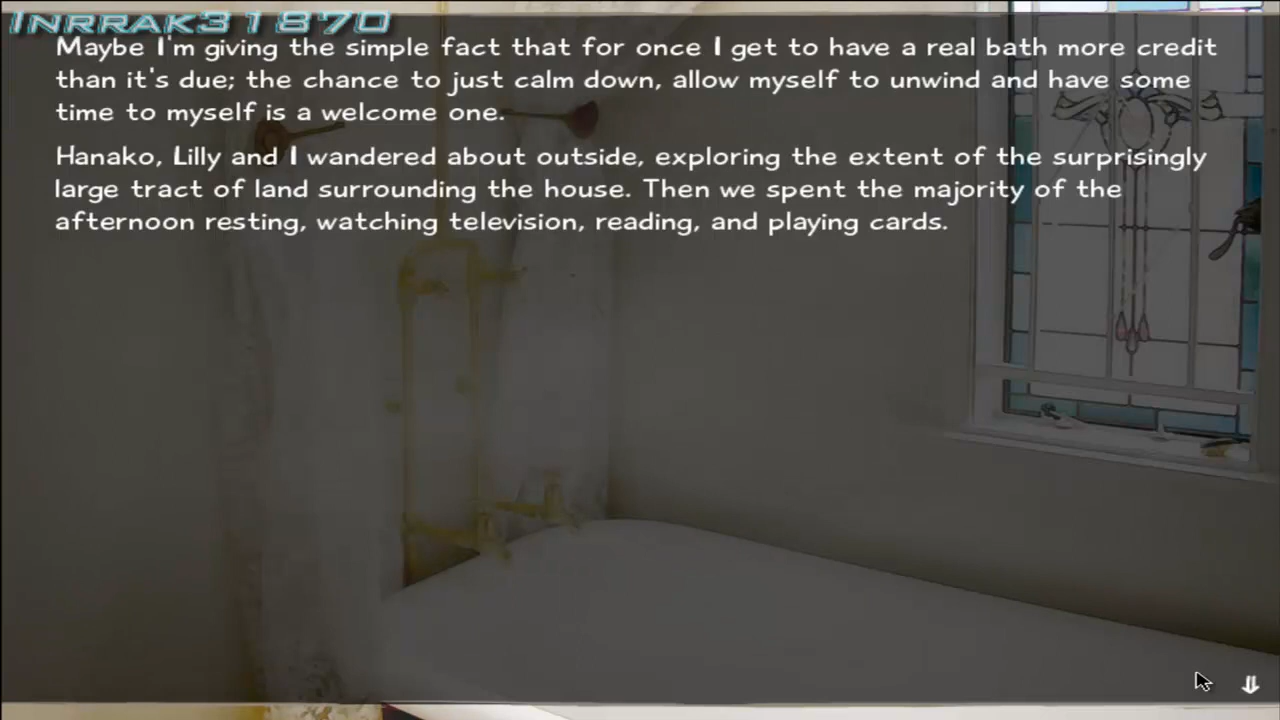 Inrrak31870
Maybe I'm giving the simple fact that for once I get to have a real bath more credit
than it's due; the chance to just calm down, allow myself to unwind and have some
time to myself is a welcome one.
Hanako, Lilly and I wandered about outside, exploring the extent of the surprisingly
large tract of land surrounding the house. Then we spent the majority of the
afternoon resting, watching television, reading, and playing cards.